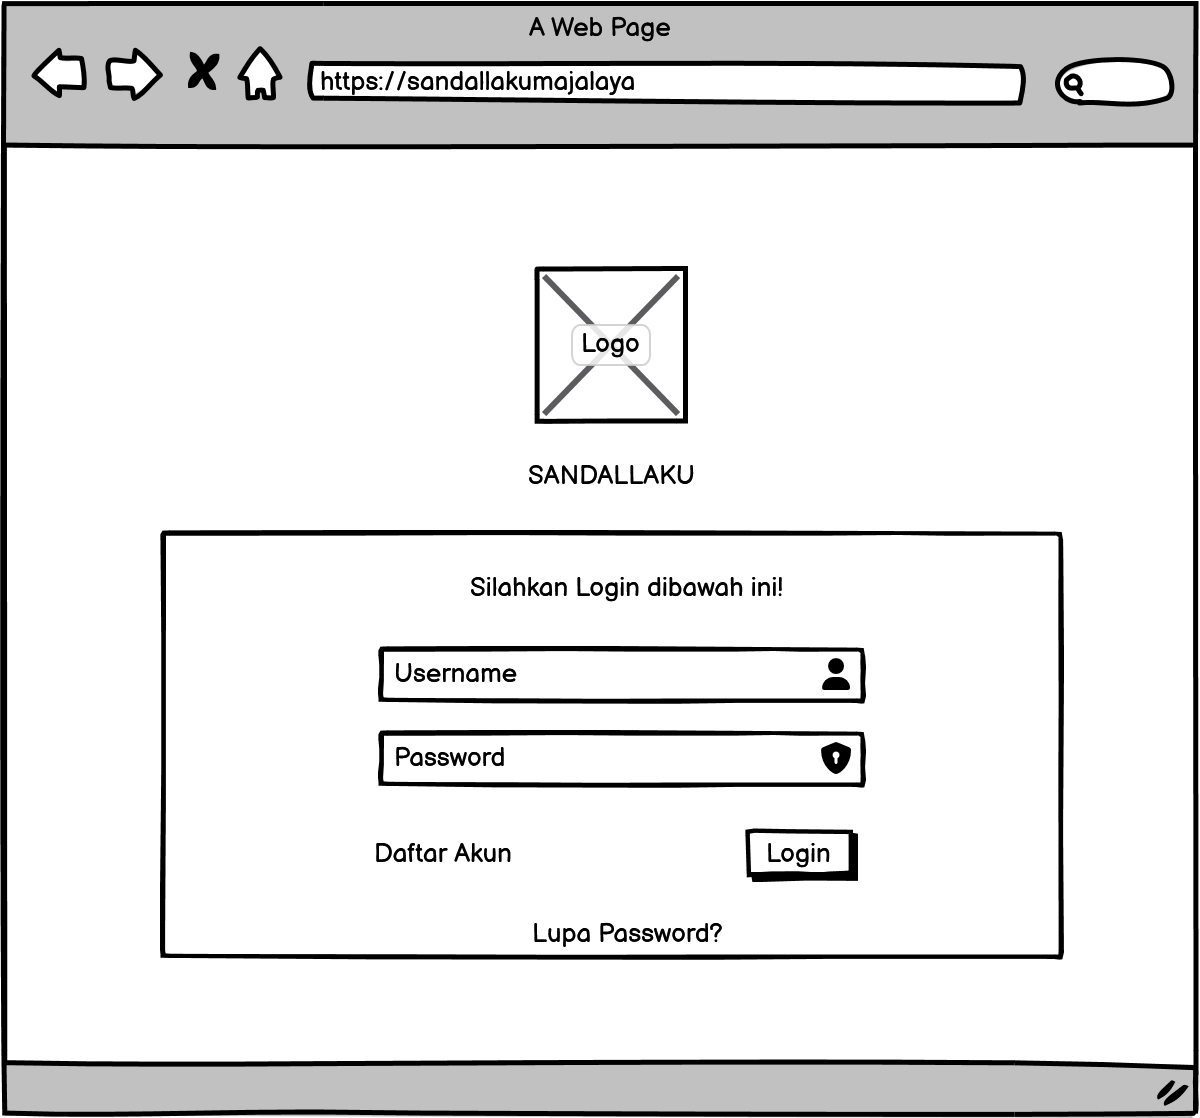 A Web Page
https://sandallakumajalaya
Logo
SANDALLAKU
Silahkan Login dibawah ini!
Username
Password
Daftar Akun
Login
Lupa Password?